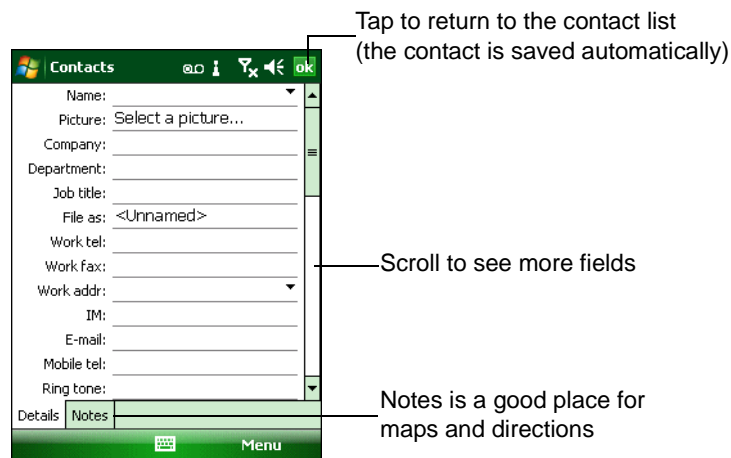 Tap to return to the contact list
(the contact is saved automatically)
Contacts ok
Name:
Picture: Select a picture...
Company:
Department:
Job title:
File as: <Unnamed>
Work tel:
Work fax:
Work addr:
Scroll to see more fields
IM:
E-mail:
Mobile tel:
Ring tone:
Details Notes
Notes is a good place for
maps and directions
Menu